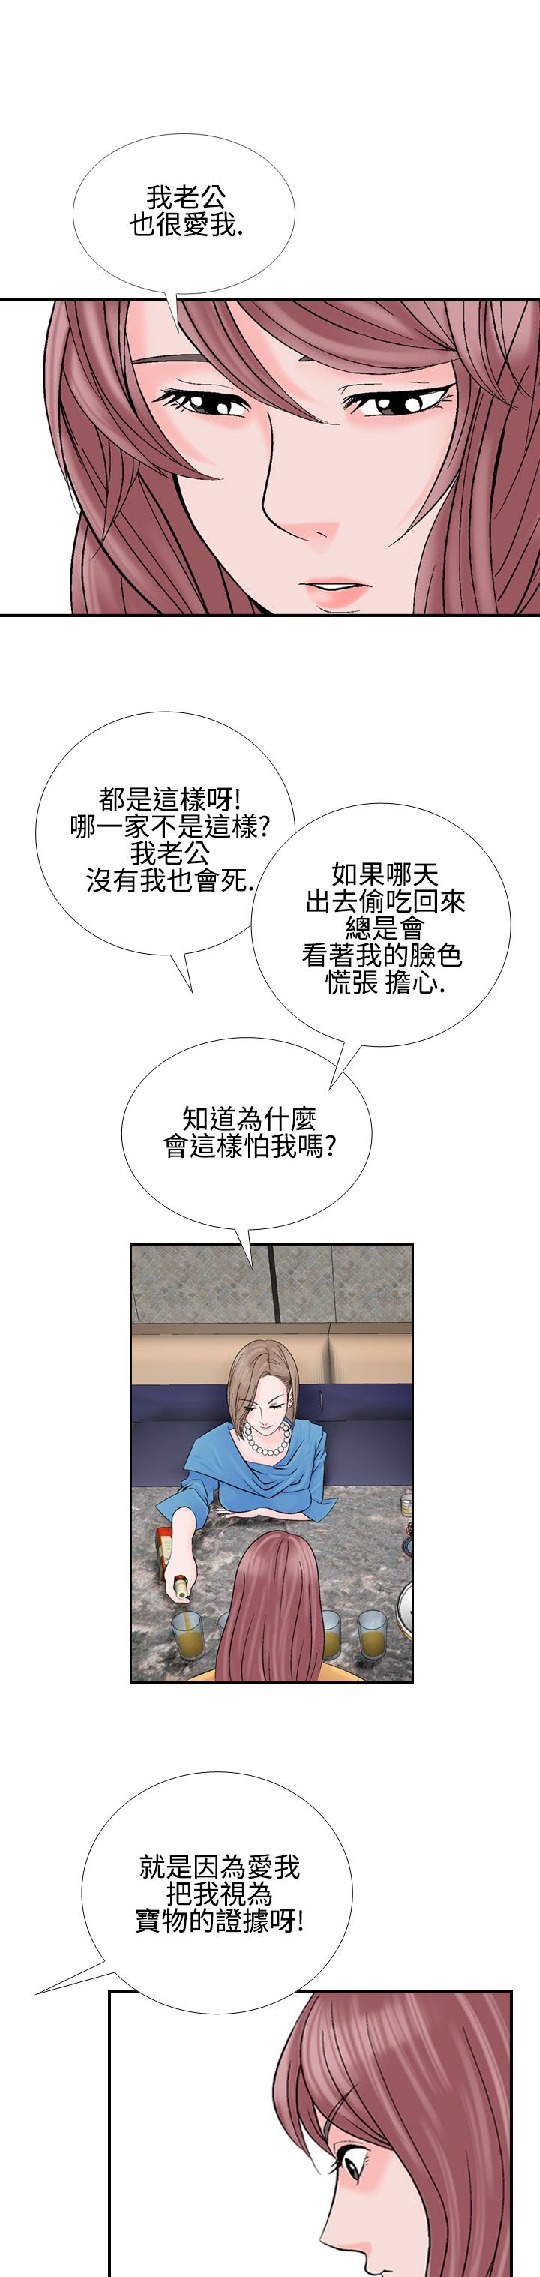 我老公
也很愛我.
都是這樣呀!
哪一家不是這樣?
我老公
沒有我也會死.
如果哪天
出去偷吃回來
總是會
看著我的臉色
慌張 擔心.
知道為什麼
會這樣怕我嗎?
就是因為愛我
把我視為
寶物的證據呀!